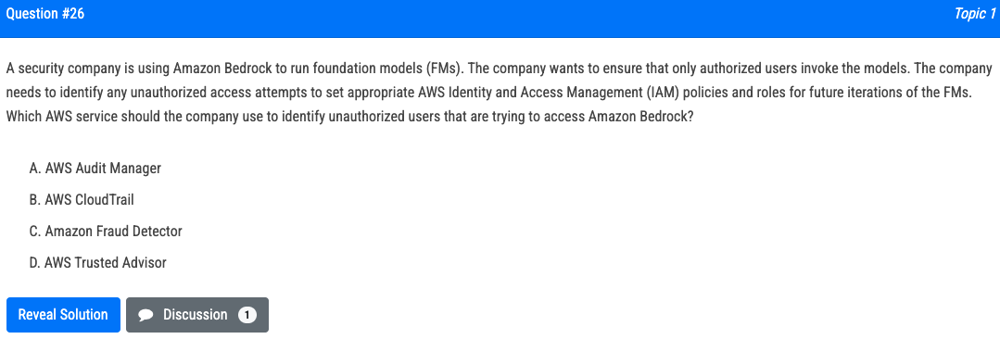 Question #26
Topic 1
A security company is using Amazon Bedrock to run foundation models (FMs). The company wants to ensure that only authorized users invoke the models. The company
needs to identify any unauthorized access attempts to set appropriate AWS Identity and Access Management (IAM) policies and roles for future iterations of the FMs.
Which AWS service should the company use to identify unauthorized users that are trying to access Amazon Bedrock?
A. AWS Audit Manager
B. AWS CloudTrail
C. Amazon Fraud Detector
D. AWS Trusted Advisor
Reveal Solution
Discussion 1